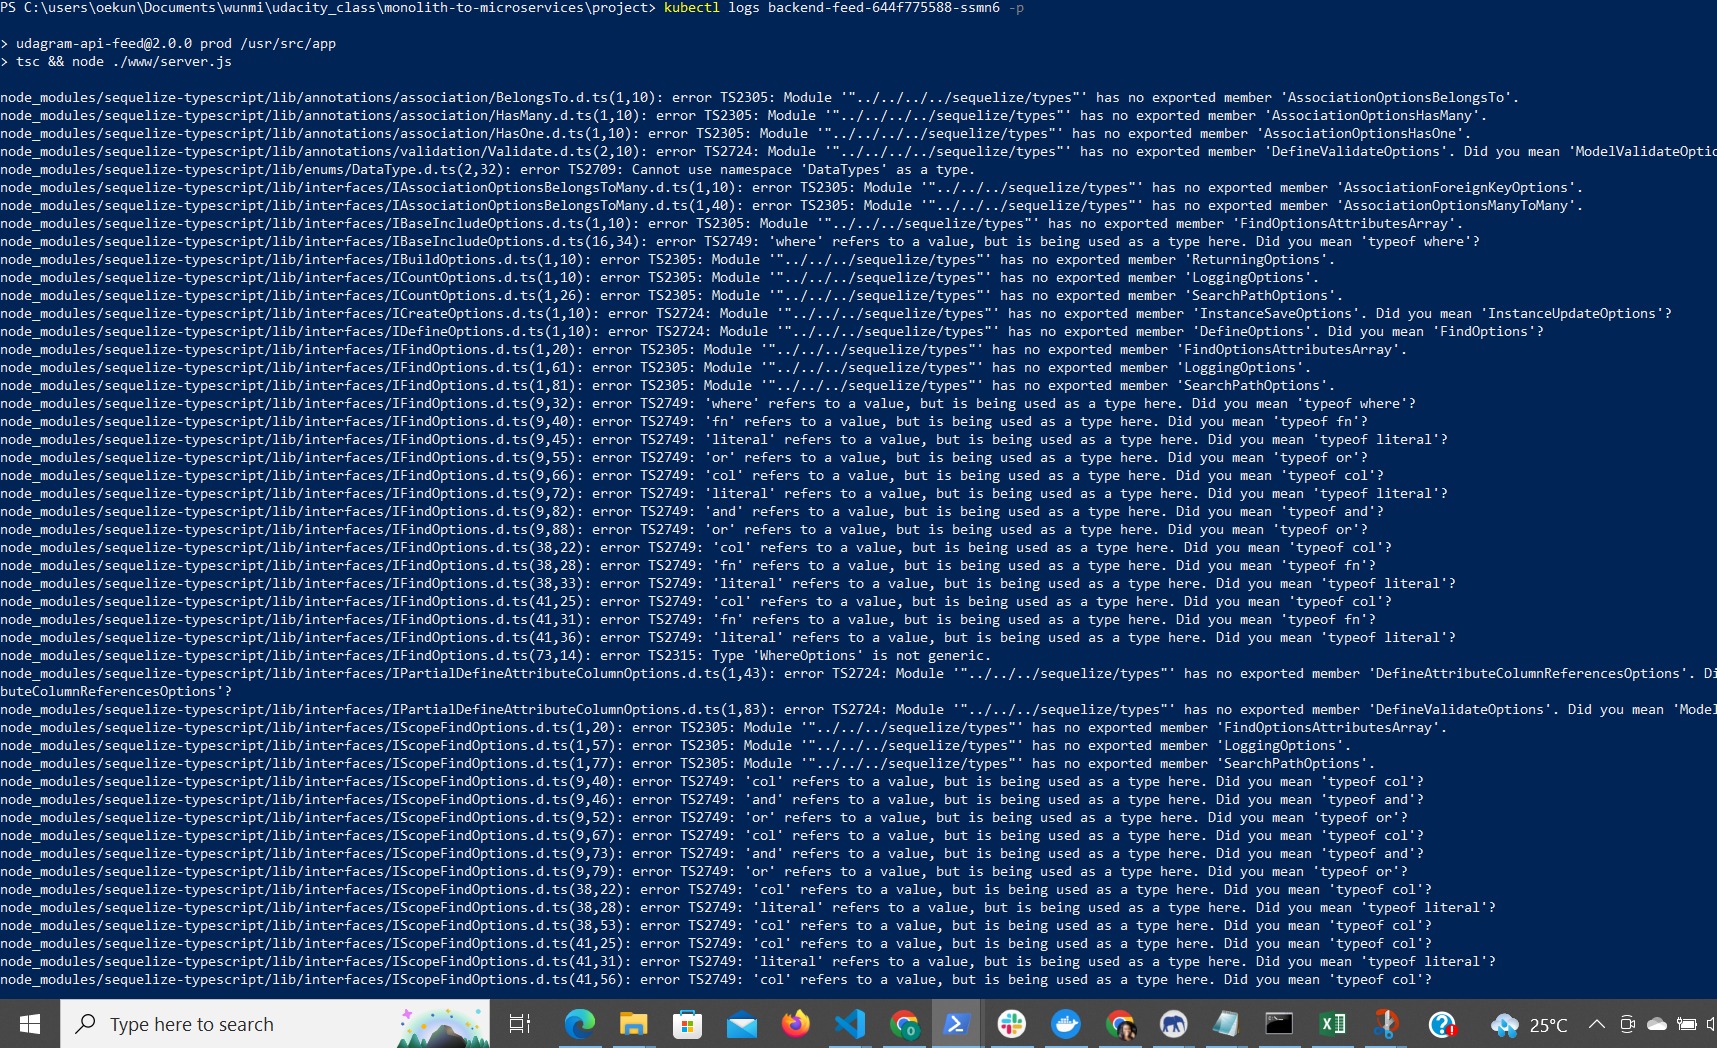 PS C:\users\oekun\Documents\wunmi\udacity_class\monolith-to-microservices\project> kubectl logs backend-feed-644f775588-ssmn6 -p
> udagram-api-feed@2.0.0 prod /usr/src/app
> tsc && node ./www/server.js
node_modules/sequelize-typescript/lib/annotations/association/BelongsTo.d.ts(1,10): error TS2305: Module '"../../../../sequelize/types"' has no exported member 'AssociationOptionsBelongsTo'.
node_modules/sequelize-typescript/lib/annotations/association/HasMany.d.ts(1,10): error TS2305: Module '"../../../../sequelize/types"' has no exported member 'AssociationOptionsHasMany'.
node_modules/sequelize-typescript/lib/annotations/association/HasOne.d.ts(1,10): error TS2305: Module '"../../../../sequelize/types"' has no exported member 'AssociationOptionsHasOne'.
node_modules/sequelize-typescript/lib/annotations/validation/Validate.d.ts(2,10): error TS2724: Module '"../../../../sequelize/types"' has no exported member 'DefineValidateOptions'. Did you mean 'ModelValidateOptio
node_modules/sequelize-typescript/lib/enums/DataType.d.ts(2,32): error TS2709: Cannot use namespace 'DataTypes' as a type.
node_modules/sequelize-typescript/lib/interfaces/IAssociationOptionsBelongsToMany.d.ts(1,10): error TS2305: Module '"../../../sequelize/types"' has no exported member 'AssociationForeignKeyOptions'.
node_modules/sequelize-typescript/lib/interfaces/IAssociationOptionsBelongsToMany.d.ts(1,40): error TS2305: Module '"../../../sequelize/types"' has no exported member 'AssociationOptionsManyToMany'.
node_modules/sequelize-typescript/lib/interfaces/IBaseIncludeOptions.d.ts(1,10): error TS2305: Module '"../../../sequelize/types"' has no exported member 'FindOptionsAttributesArray'.
node_modules/sequelize-typescript/lib/interfaces/IBaseIncludeOptions.d.ts(16,34): error TS2749: 'where' refers to a value, but is being used as a type here. Did you mean 'typeof where'?
node_modules/sequelize-typescript/lib/interfaces/IBuildOptions.d.ts(1,10): error TS2305: Module '"../../../sequelize/types"' has no exported member 'ReturningOptions'.
node_modules/sequelize-typescript/lib/interfaces/ICountOptions.d.ts(1,10): error TS2305: Module '"../../../sequelize/types"' has no exported member 'LoggingOptions'.
node_modules/sequelize-typescript/lib/interfaces/ICountOptions.d.ts(1,26): error TS2305: Module '"../../../sequelize/types"' has no exported member 'SearchPathOptions'.
node_modules/sequelize-typescript/lib/interfaces/ICreateOptions.d.ts(1,10): error TS2724: Module '"../../../sequelize/types"' has no exported member 'InstanceSaveOptions'. Did you mean 'InstanceUpdateOptions'?
node_modules/sequelize-typescript/lib/interfaces/IDefineOptions.d.ts(1,10): error TS2724: Module '"../../../sequelize/types"' has no exported member 'DefineOptions'. Did you mean 'FindOptions'?
node_modules/sequelize-typescript/lib/interfaces/IFindOptions.d.ts(1,20): error TS2305: Module '"../../../sequelize/types"' has no exported member 'FindOptionsAttributesArray'.
node_modules/sequelize-typescript/lib/interfaces/IFindOptions.d.ts(1,61): error TS2305: Module '"../../../sequelize/types"' has no exported member 'LoggingOptions'.
node_modules/sequelize-typescript/lib/interfaces/IFindOptions.d.ts(1,81): error TS2305: Module '"../../../sequelize/types"' has no exported member 'SearchPathOptions'.
node_modules/sequelize-typescript/lib/interfaces/IFindOptions.d.ts(9,32): error TS2749: 'where' refers to a value, but is being used as a type here. Did you mean 'typeof where'?
node_modules/sequelize-typescript/lib/interfaces/IFindOptions.d.ts(9,40): error TS2749: 'fn' refers to a value, but is being used as a type here. Did you mean 'typeof fn'?
node_modules/sequelize-typescript/lib/interfaces/IFindOptions.d.ts(9,45): error TS2749: 'literal' refers to a value, but is being used as a type here. Did you mean 'typeof literal'?
node_modules/sequelize-typescript/lib/interfaces/IFindOptions.d.ts(9,55): error TS2749: 'or' refers to a value, but is being used as a type here. Did you mean 'typeof or'?
node_modules/sequelize-typescript/lib/interfaces/IFindOptions.d.ts(9,66): error TS2749: 'col' refers to a value, but is being used as a type here. Did you mean 'typeof col'?
node_modules/sequelize-typescript/lib/interfaces/IFindOptions.d.ts(9,72): error TS2749: 'literal' refers to a value, but is being used as a type here. Did you mean 'typeof literal'?
node_modules/sequelize-typescript/lib/interfaces/IFindOptions.d.ts(9,82): error TS2749: 'and' refers to a value, but is being used as a type here. Did you mean 'typeof and'?
node_modules/sequelize-typescript/lib/interfaces/IFindOptions.d.ts(9,88): error TS2749: 'or' refers to a value, but is being used as a type here. Did you mean 'typeof or'?
node_modules/sequelize-typescript/lib/interfaces/IFindOptions.d.ts(38,22): error TS2749: 'col' refers to a value, but is being used as a type here. Did you mean 'typeof col'?
node_modules/sequelize-typescript/lib/interfaces/IFindOptions.d.ts(38,28): error TS2749: 'fn' refers to a value, but is being used as a type here. Did you mean 'typeof fn'?
node_modules/sequelize-typescript/lib/interfaces/IFindOptions.d.ts(38,33): error TS2749: 'literal' refers to a value, but is being used as a type here. Did you mean 'typeof literal'?
node_modules/sequelize-typescript/lib/interfaces/IFindOptions.d.ts(41,25): error TS2749: 'col' refers to a value, but is being used as a type here. Did you mean 'typeof col'?
node_modules/sequelize-typescript/lib/interfaces/IFindOptions.d.ts(41,31): error TS2749: 'fn' refers to a value, but is being used as a type here. Did you mean 'typeof fn'?
node_modules/sequelize-typescript/lib/interfaces/IFindOptions.d.ts(41,36): error TS2749: 'literal' refers to a value, but is being used as a type here. Did you mean 'typeof literal'?
node_modules/sequelize-typescript/lib/interfaces/IFindOptions.d.ts(73,14): error TS2315: Type 'WhereOptions' is not generic.
node_modules/sequelize-typescript/lib/interfaces/IPartialDefineAttributeColumnOptions.d.ts(1,43): error TS2724: Module '"../../../sequelize/types"' has no exported member 'DefineAttributeColumnReferencesOptions'. Di
buteColumnReferencesOptions'?
node_modules/sequelize-typescript/lib/interfaces/IPartialDefineAttributeColumnOptions.d.ts(1,83): error TS2724: Module '"../../../sequelize/types"' has no exported member 'DefineValidateOptions'. Did you mean 'Model
node_modules/sequelize-typescript/lib/interfaces/IScopeFindOptions.d.ts(1,20): error TS2305: Module '"../../../sequelize/types"' has no exported member 'FindOptionsAttributesArray'.
node_modules/sequelize-typescript/lib/interfaces/IScopeFindOptions.d.ts(1,57): error TS2305: Module '"../../../sequelize/types"' has no exported member 'LoggingOptions'.
node_modules/sequelize-typescript/lib/interfaces/IScopeFindOptions.d.ts(1,77): error TS2305: Module '"../../../sequelize/types"' has no exported member 'SearchPathOptions'.
node_modules/sequelize-typescript/lib/interfaces/IScopeFindOptions.d.ts(9,40): error TS2749: 'col' refers to a value, but is being used as a type here. Did you mean 'typeof col'?
node_modules/sequelize-typescript/lib/interfaces/IScopeFindOptions.d.ts(9,46): error TS2749: 'and' refers to a value, but is being used as a type here. Did you mean 'typeof and'?
node_modules/sequelize-typescript/lib/interfaces/IScopeFindOptions.d.ts(9,52): error TS2749: 'or' refers to a value, but is being used as a type here. Did you mean 'typeof or'?
node_modules/sequelize-typescript/lib/interfaces/IScopeFindOptions.d.ts(9,67): error TS2749: 'col' refers to a value, but is being used as a type here. Did you mean 'typeof col'?
node_modules/sequelize-typescript/lib/interfaces/IScopeFindOptions.d.ts(9,73): error TS2749: 'and' refers to a value, but is being used as a type here. Did you mean 'typeof and'?
node_modules/sequelize-typescript/lib/interfaces/IScopeFindOptions.d.ts(9,79): error TS2749: 'or' refers to a value, but is being used as a type here. Did you mean 'typeof or'?
node_modules/sequelize-typescript/lib/interfaces/IScopeFindOptions.d.ts(38,22): error TS2749: 'col' refers to a value, but is being used as a type here. Did you mean 'typeof col'?
node_modules/sequelize-typescript/lib/interfaces/IScopeFindOptions.d.ts(38,28): error TS2749: 'literal' refers to a value, but is being used as a type here. Did you mean 'typeof literal'?
node_modules/sequelize-typescript/lib/interfaces/IScopeFindOptions.d.ts(38,53): error TS2749: 'col' refers to a value, but is being used as a type here. Did you mean 'typeof col'?
node_modules/sequelize-typescript/lib/interfaces/IScopeFindOptions.d.ts(41,25): error TS2749: 'col' refers to a value, but is being used as a type here. Did you mean 'typeof col'?
node_modules/sequelize-typescript/lib/interfaces/IScopeFindOptions.d.ts(41,31): error TS2749: 'literal' refers to a value, but is being used as a type here. Did you mean 'typeof literal'?
node_modules/sequelize-typescript/lib/interfaces/IScopeFindOptions.d.ts(41,56): error TS2749: 'col' refers to a value, but is being used as a type here. Did you mean 'typeof col'?
Type here to search
25°C